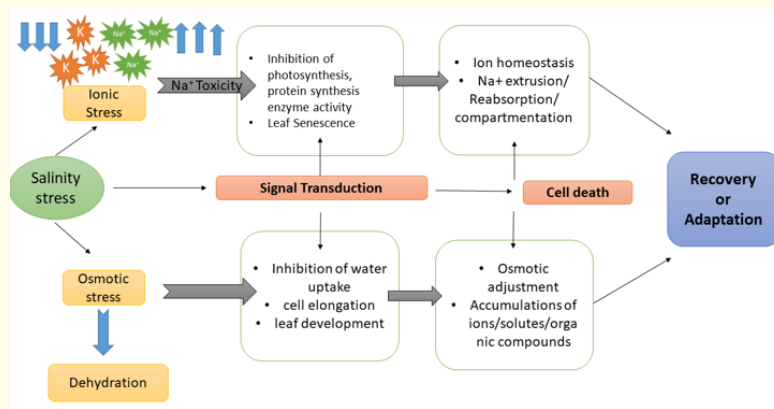 K
Na⁺
Na⁺
K
K
Na⁺
Ionic
Stress
Na⁺ Toxicity
• Inhibition of
photosynthesis,
protein synthesis
enzyme activity
• Leaf Senescence
• Ion homeostasis
• Na+ extrusion/
Reabsorption/
compartmentation
Salinity
stress
Signal Transduction
Cell death
Recovery
or
Adaptation
Osmotic
stress
• Inhibition of water
uptake
• cell elongation
• leaf development
• Osmotic
adjustment
• Accumulations of
ions/solutes/orga
nic compounds
Dehydration